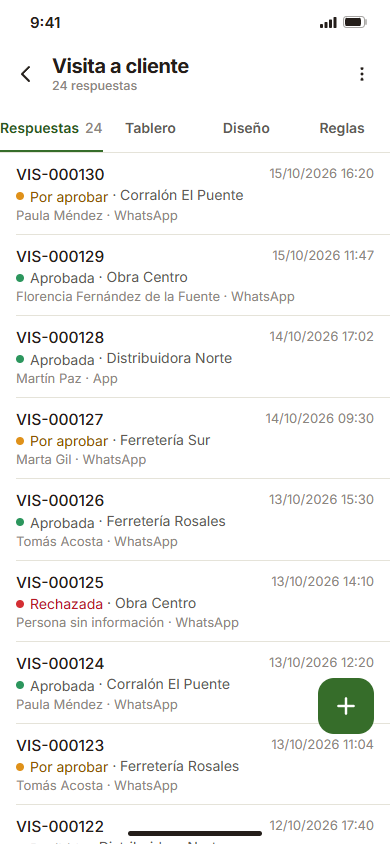 9:41
Visita a cliente
24 respuestas
Respuestas 24 Tablero Diseño Reglas
VIS-000130 15/10/2026 16:20
Por aprobar · Corralón El Puente
Paula Méndez · WhatsApp
VIS-000129 15/10/2026 11:47
Aprobada · Obra Centro
Florencia Fernández de la Fuente · WhatsApp
VIS-000128 14/10/2026 17:02
Aprobada · Distribuidora Norte
Martín Paz · App
VIS-000127 14/10/2026 09:30
Por aprobar · Ferretería Sur
Marta Gil · WhatsApp
VIS-000126 13/10/2026 15:30
Aprobada · Ferretería Rosales
Tomás Acosta · WhatsApp
VIS-000125 13/10/2026 14:10
Rechazada · Obra Centro
Persona sin información · WhatsApp
VIS-000124 13/10/2026 12:20
Aprobada · Corralón El Puente
Paula Méndez · WhatsApp
VIS-000123 13/10/2026 11:04
Por aprobar · Ferretería Rosales
Tomás Acosta · WhatsApp
VIS-000122 12/10/2026 17:40